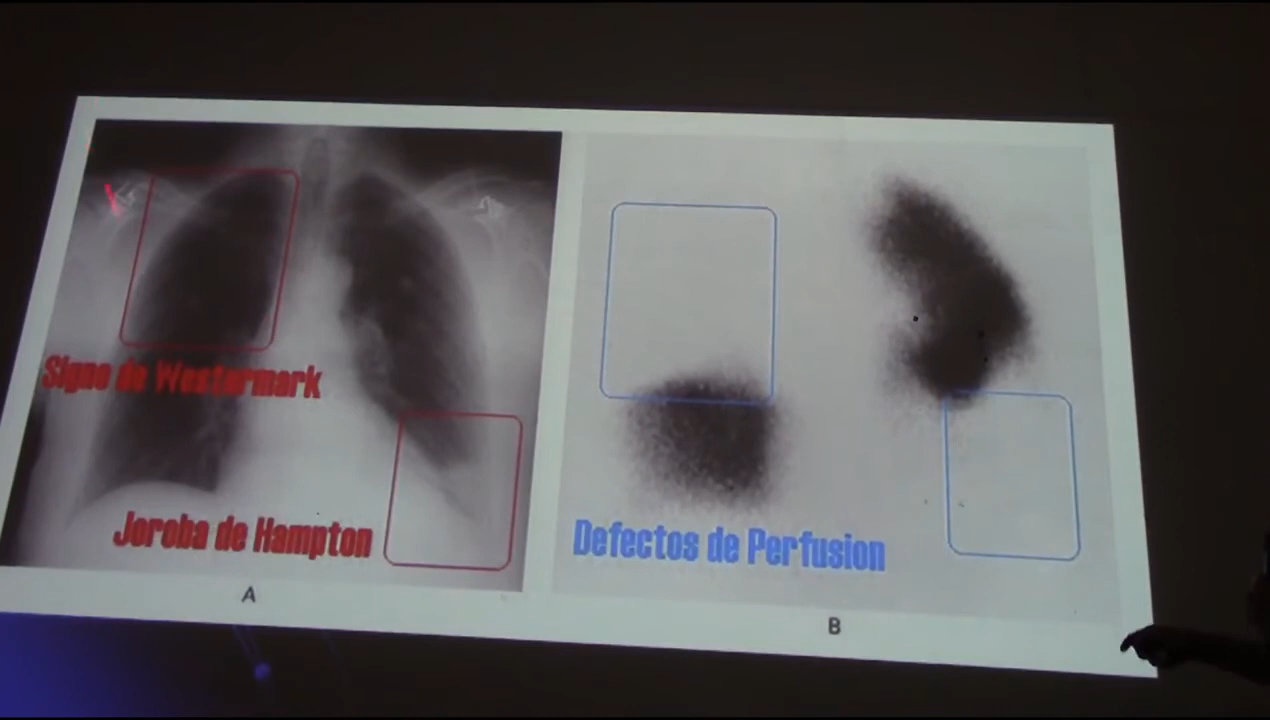 Signo de Westermark
Joroba de Hampton
A
Defectos de Perfusion
B